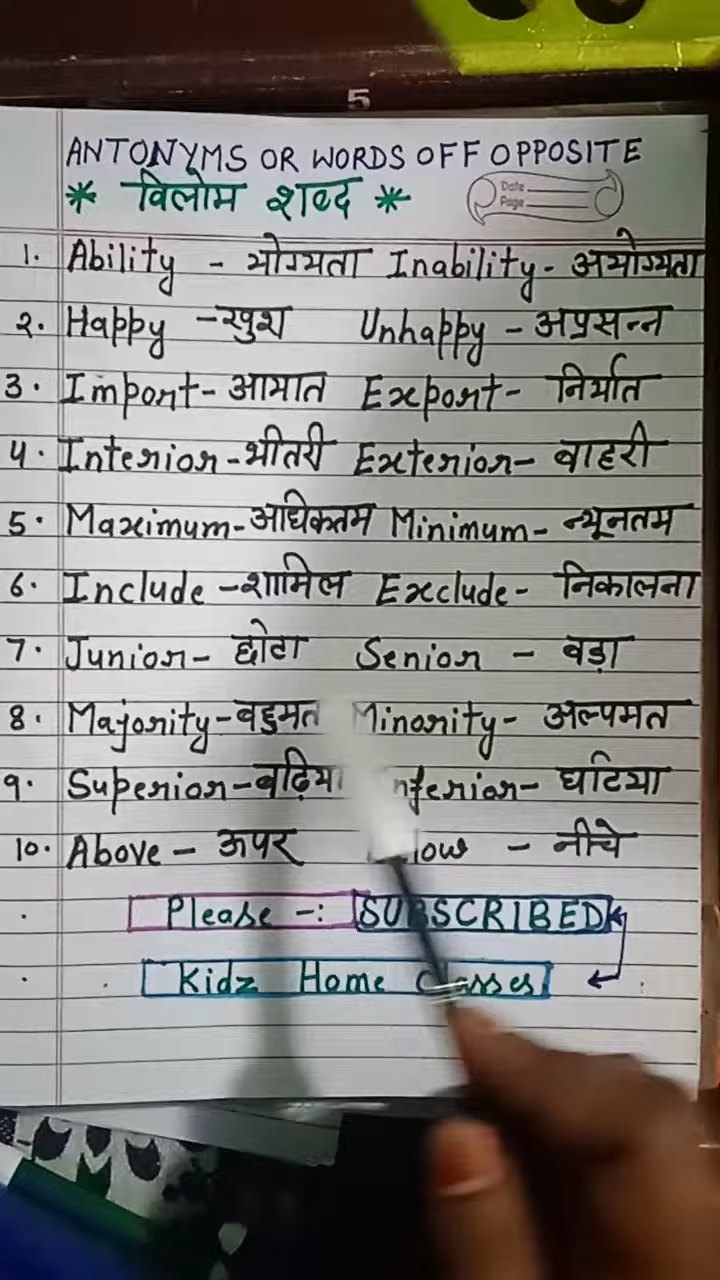 5
ANTONYMS OR WORDS OFF OPPOSITE
* विलोम शब्द *
Date
Page
1. Ability - योग्यता Inability - अयोग्यता
2. Happy - खुश Unhappy - अप्रसन्न
3. Import - आयात Export - निर्यात
4. Interior - भीतरी Exterior - बाहरी
5. Maximum - अधिकतम Minimum - न्यूनतम
6. Include - शामिल Exclude - निकालना
7. Junior - छोटा Senior - बड़ा
8. Majority - बहुमत Minority - अल्पमत
9. Superior - बढ़िया Inferior - घटिया
10. Above - ऊपर - नीचे
Please -: SUBSCRIBED
Kidz Home Classes